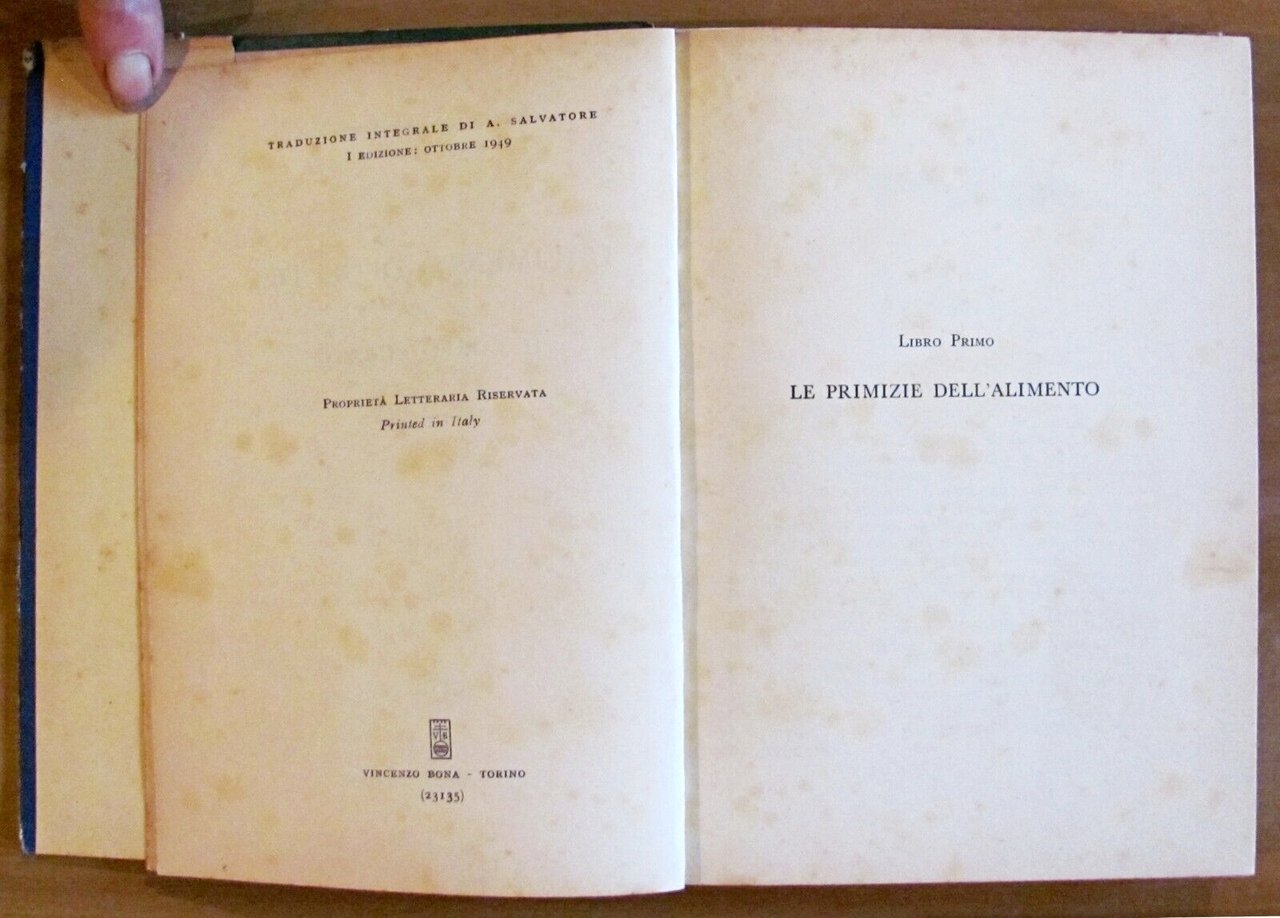 TRADUZIONE INTEGRALE DI A. SALVATORE
I EDIZIONE: OTTOBRE 1949
PROPRIETÀ LETTERARIA RISERVATA
Printed in Italy
VB
VINCENZO BONA - TORINO
(23135)
LIBRO PRIMO
LE PRIMIZIE DELL'ALIMENTO